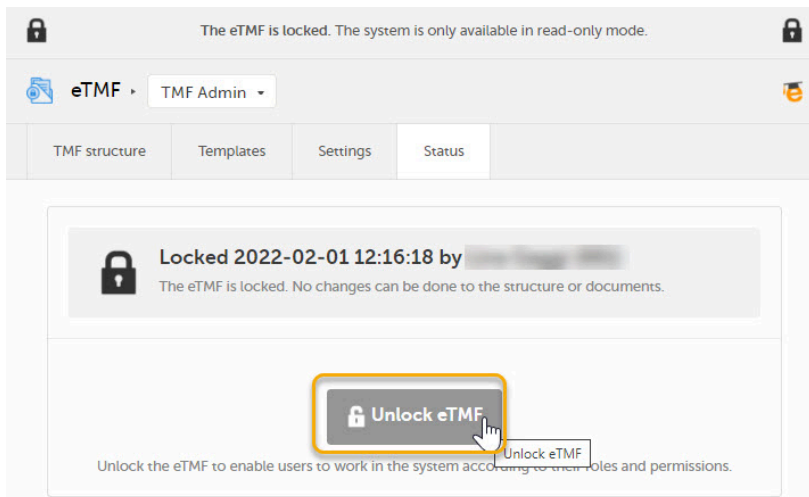 The eTMF is locked. The system is only available in read-only mode.
eTMF
TMF Admin
TMF structure
Templates
Settings
Status
Locked 2022-02-01 12:16:18 by
The eTMF is locked. No changes can be done to the structure or documents.
Unlock eTMF
Unlock eTMF
Unlock the eTMF to enable users to work in the system according to their roles and permissions.